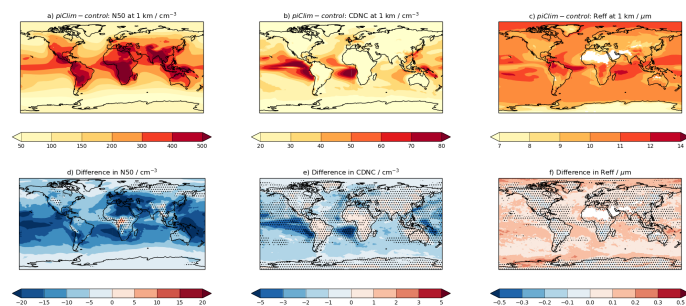 a) piClim−control: N50 at 1 km / cm⁻³
b) piClim−control: CDNC at 1 km / cm⁻³
c) piClim−control: Reff at 1 km / μm
50 100 150 200 300 400 500
20 30 40 50 60 70 80
7 8 9 10 11 12 14
d) Difference in N50 / cm⁻³
e) Difference in CDNC / cm⁻³
f) Difference in Reff / μm
−20 −15 −10 −5 0 5 10 15 20
−5 −3 −2 −1 0 1 2 3 5
−0.5 −0.3 −0.2 −0.1 0.0 0.1 0.2 0.3 0.5